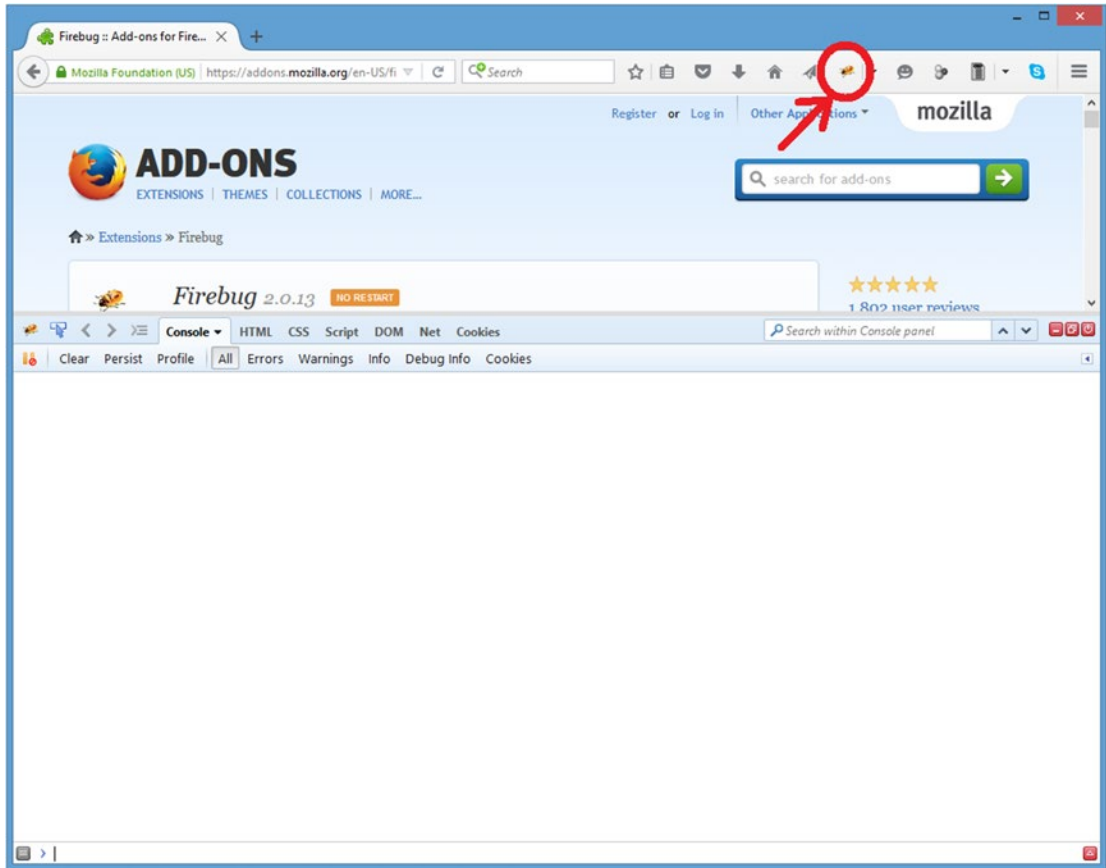 Firebug :: Add-ons for Fire...
Mozilla Foundation (US) https://addons.mozilla.org/en-US/fi Search
Register or Log in Other Applications mozilla
ADD-ONS
EXTENSIONS | THEMES | COLLECTIONS | MORE...
search for add-ons
» Extensions » Firebug
Firebug 2.0.13 NO RESTART
1,802 user reviews
Console HTML CSS Script DOM Net Cookies Search within Console panel
Clear Persist Profile All Errors Warnings Info Debug Info Cookies